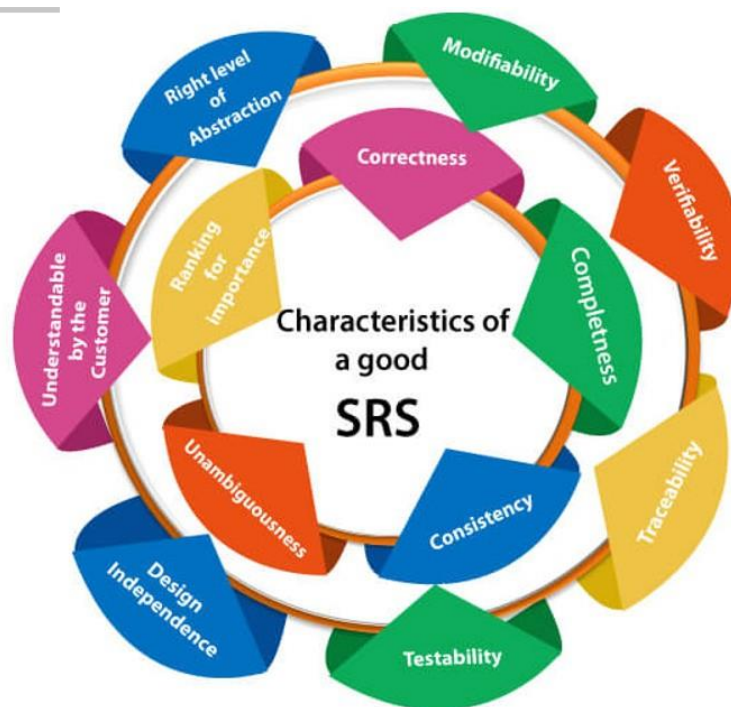 Characteristics of
a good
SRS
Correctness
Completness
Consistency
Unambiguousness
Ranking
for
importance
Modifiability
Verifiability
Traceability
Testability
Design
Independence
Understandable
by the
Customer
Right level
of
Abstraction